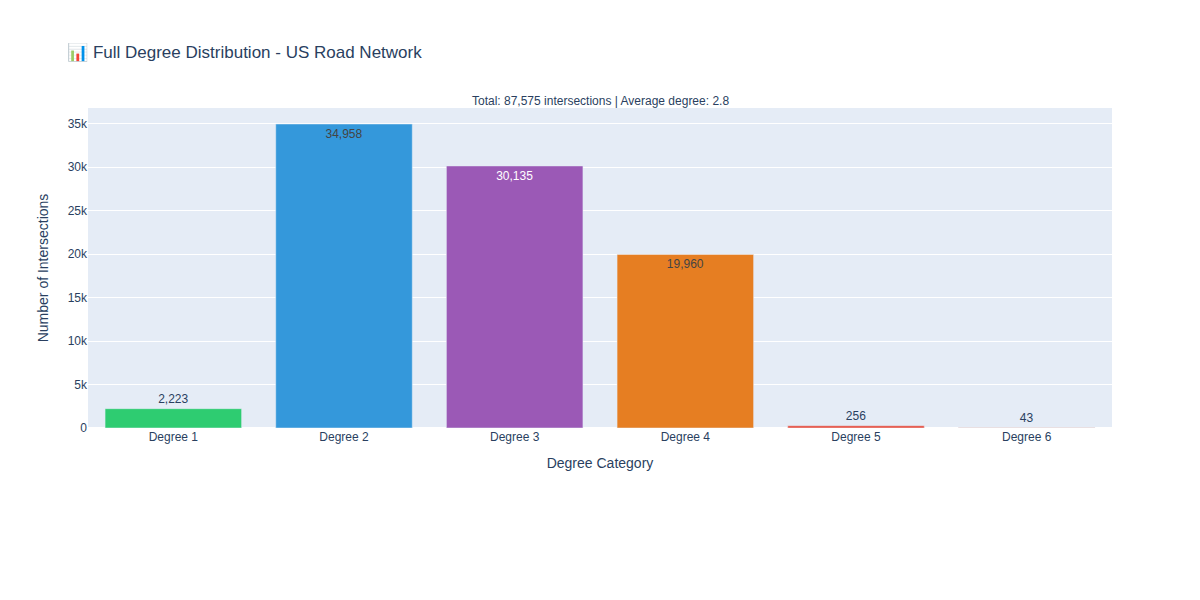 📊 Full Degree Distribution - US Road Network
Total: 87,575 intersections | Average degree: 2.8
Number of Intersections
35k
30k
25k
20k
15k
10k
5k
0
2,223
34,958
30,135
19,960
256
43
Degree 1
Degree 2
Degree 3
Degree 4
Degree 5
Degree 6
Degree Category